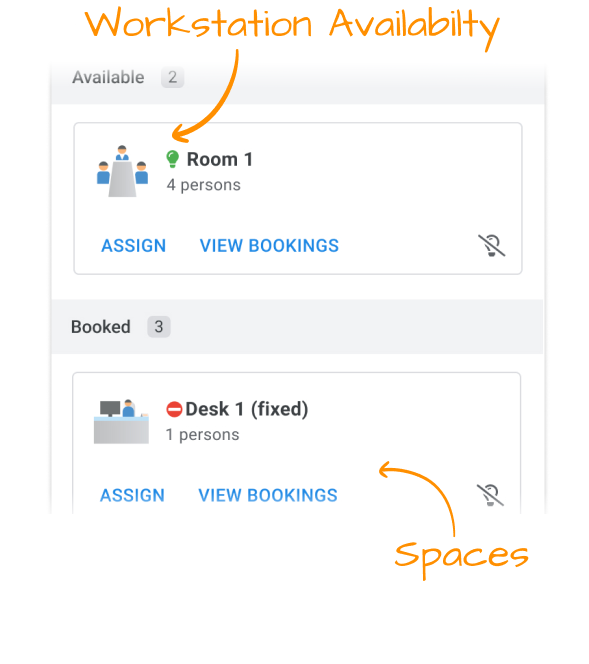 Workstation Availabilty
Available 2
Room 1
4 persons
ASSIGN VIEW BOOKINGS
Booked 3
Desk 1 (fixed)
1 persons
ASSIGN VIEW BOOKINGS
Spaces